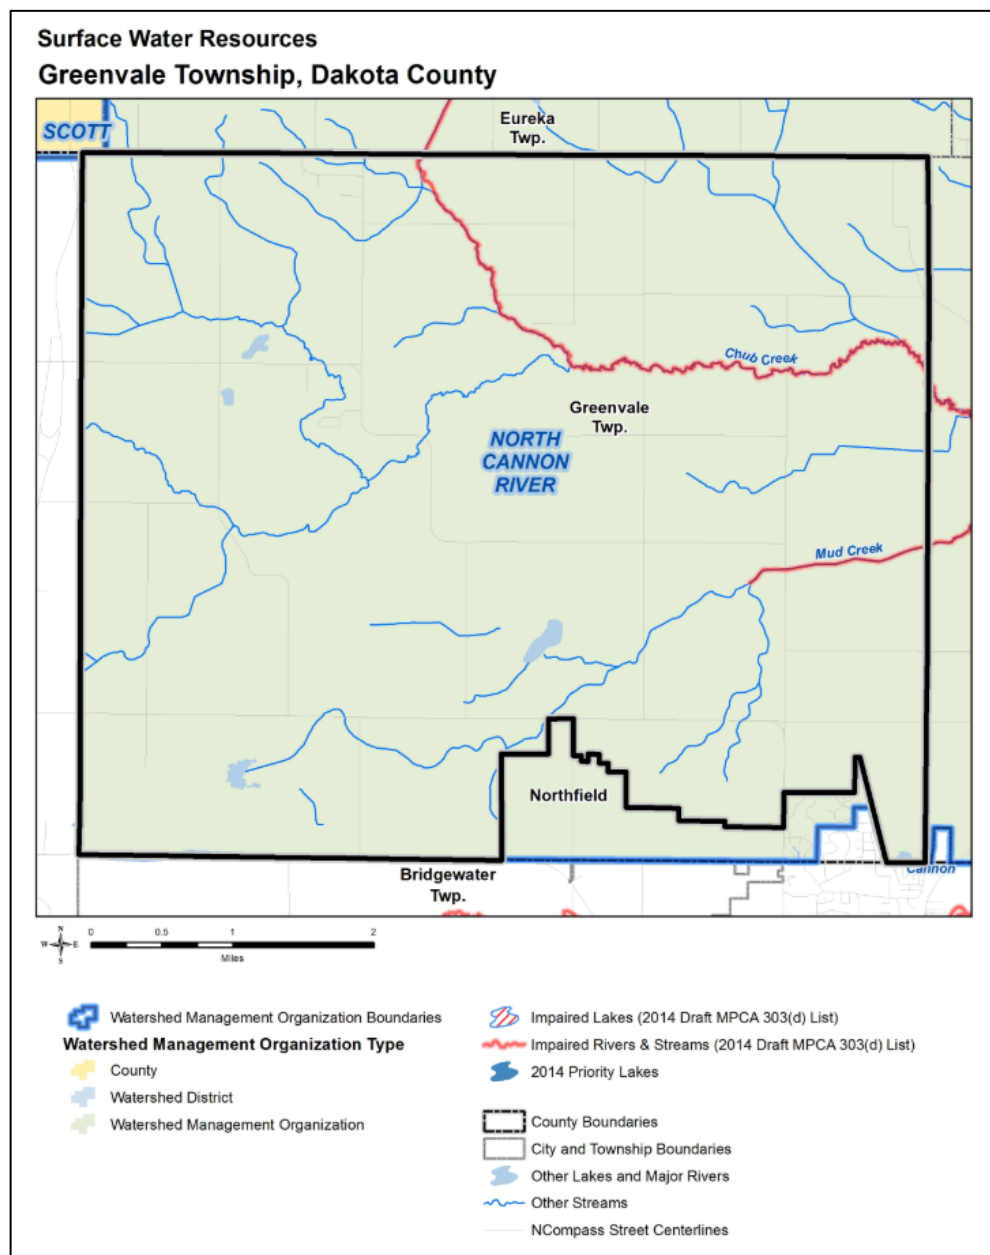 Surface Water Resources
Greenvale Township, Dakota County
SCOTT
Eureka
Twp.
Chub Creek
Greenvale
Twp.
NORTH
CANNON
RIVER
Mud Creek
Northfield
Bridgewater
Twp.
Cannon
N
W
E
S
0
0.5
1
2
Miles
Watershed Management Organization Boundaries
Watershed Management Organization Type
County
Watershed District
Watershed Management Organization
Impaired Lakes (2014 Draft MPCA 303(d) List)
Impaired Rivers & Streams (2014 Draft MPCA 303(d) List)
2014 Priority Lakes
County Boundaries
City and Township Boundaries
Other Lakes and Major Rivers
Other Streams
NCompass Street Centerlines